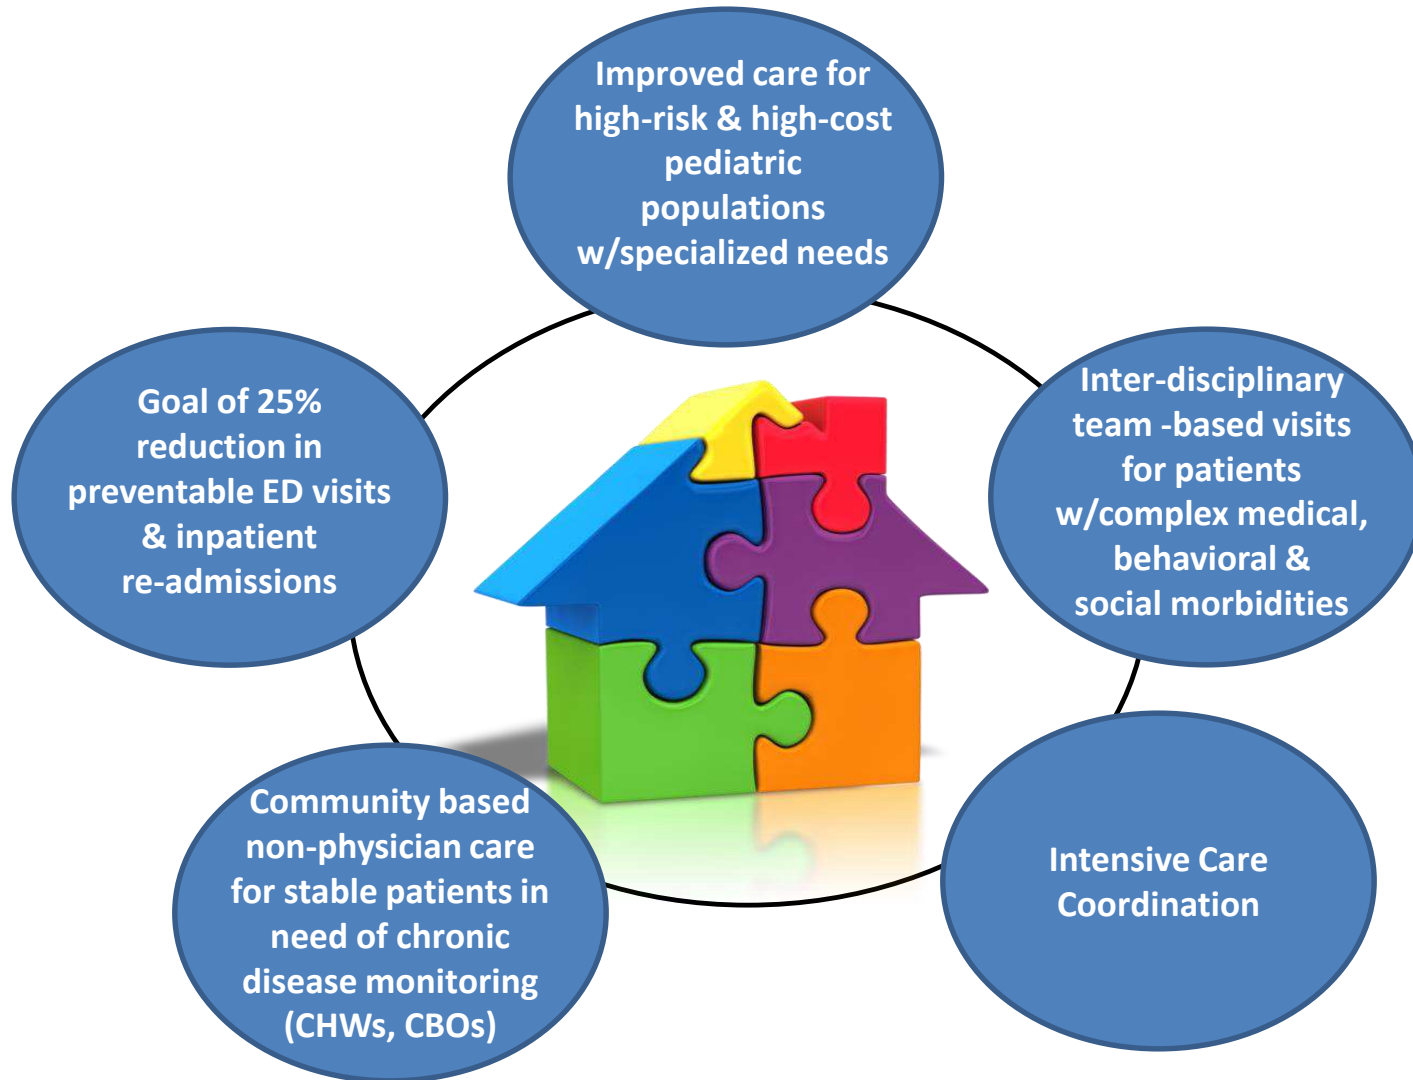 Improved care for
high-risk & high-cost
pediatric
populations
w/specialized needs
Inter-disciplinary
team -based visits
for patients
w/complex medical,
behavioral &
social morbidities
Intensive Care
Coordination
Community based
non-physician care
for stable patients in
need of chronic
disease monitoring
(CHWs, CBOs)
Goal of 25%
reduction in
preventable ED visits
& inpatient
re-admissions